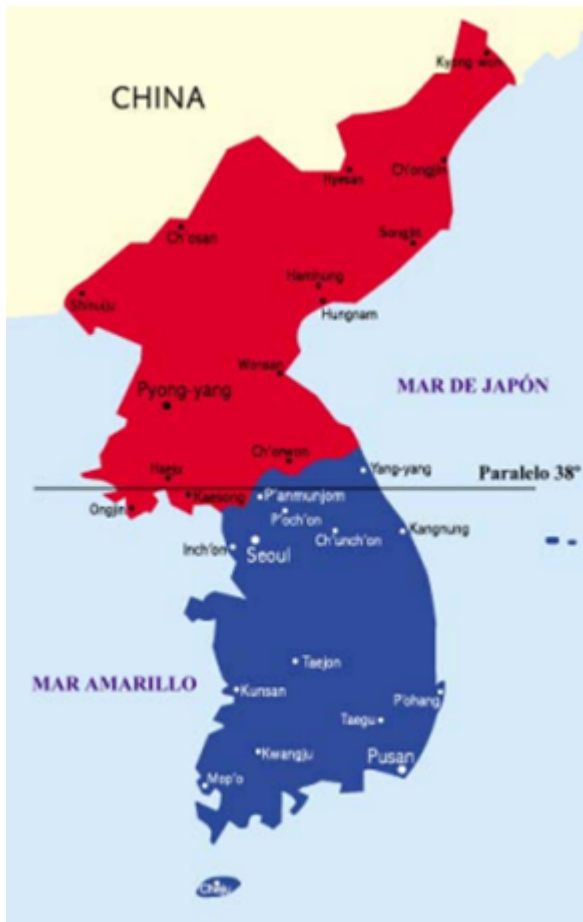 Kyong-won
CHINA
Hyesan
Ch'ongjin
Ch'osan
Songjin
Hamhung
Hungnam
Wonsan
MAR DE JAPÓN
Pyong-yang
Ch'orwon
Yang-yang
Haeju
Paralelo 38º
Kaesong
P'anmunjom
Ongjin
P'och'on
Ch'unch'on
Kangnung
Inch'on
Seoul
Taejon
MAR AMARILLO
Kunsan
P'ohang
Taegu
Kwangju
Pusan
Mop'o